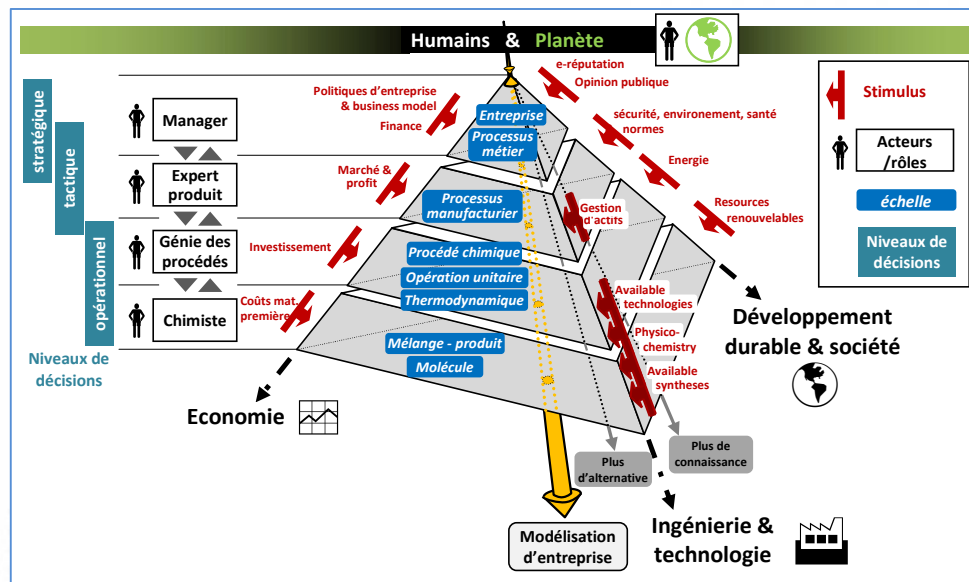 Humains & Planète
e-réputation
Opinion publique
Politiques d'entreprise
& business model
Finance
sécurité, environement, santé
normes
Energie
Resources
renouvelables
Stimulus
Acteurs
/rôles
échelle
Niveaux de
décisions
stratégique
tactique
opérationnel
Niveaux de
décisions
Manager
Expert
produit
Génie des
procédés
Chimiste
Marché &
profit
Investissement
Coûts mat.
première
Entreprise
Processus
métier
Processus
manufacturier
Procédé chimique
Opération unitaire
Thermodynamique
Mélange - produit
Molécule
Gestion
d'actifs
Available
technologies
Physico-
chemistry
Available
syntheses
Développement
durable & société
Economie
Plus
d'alternative
Plus de
connaissance
Modélisation
d'entreprise
Ingénierie &
technologie